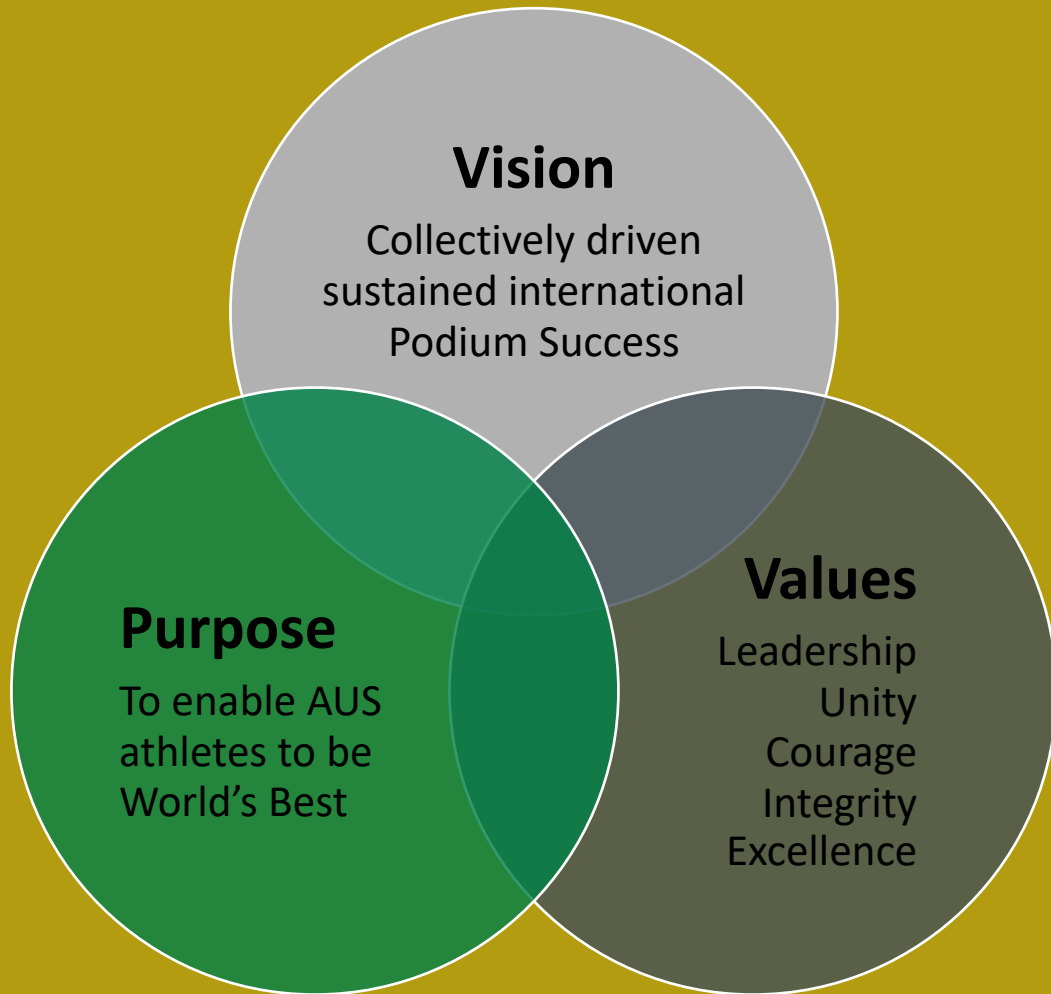 Vision
Collectively driven
sustained international
Podium Success
Purpose
To enable AUS
athletes to be
World's Best
Values
Leadership
Unity
Courage
Integrity
Excellence